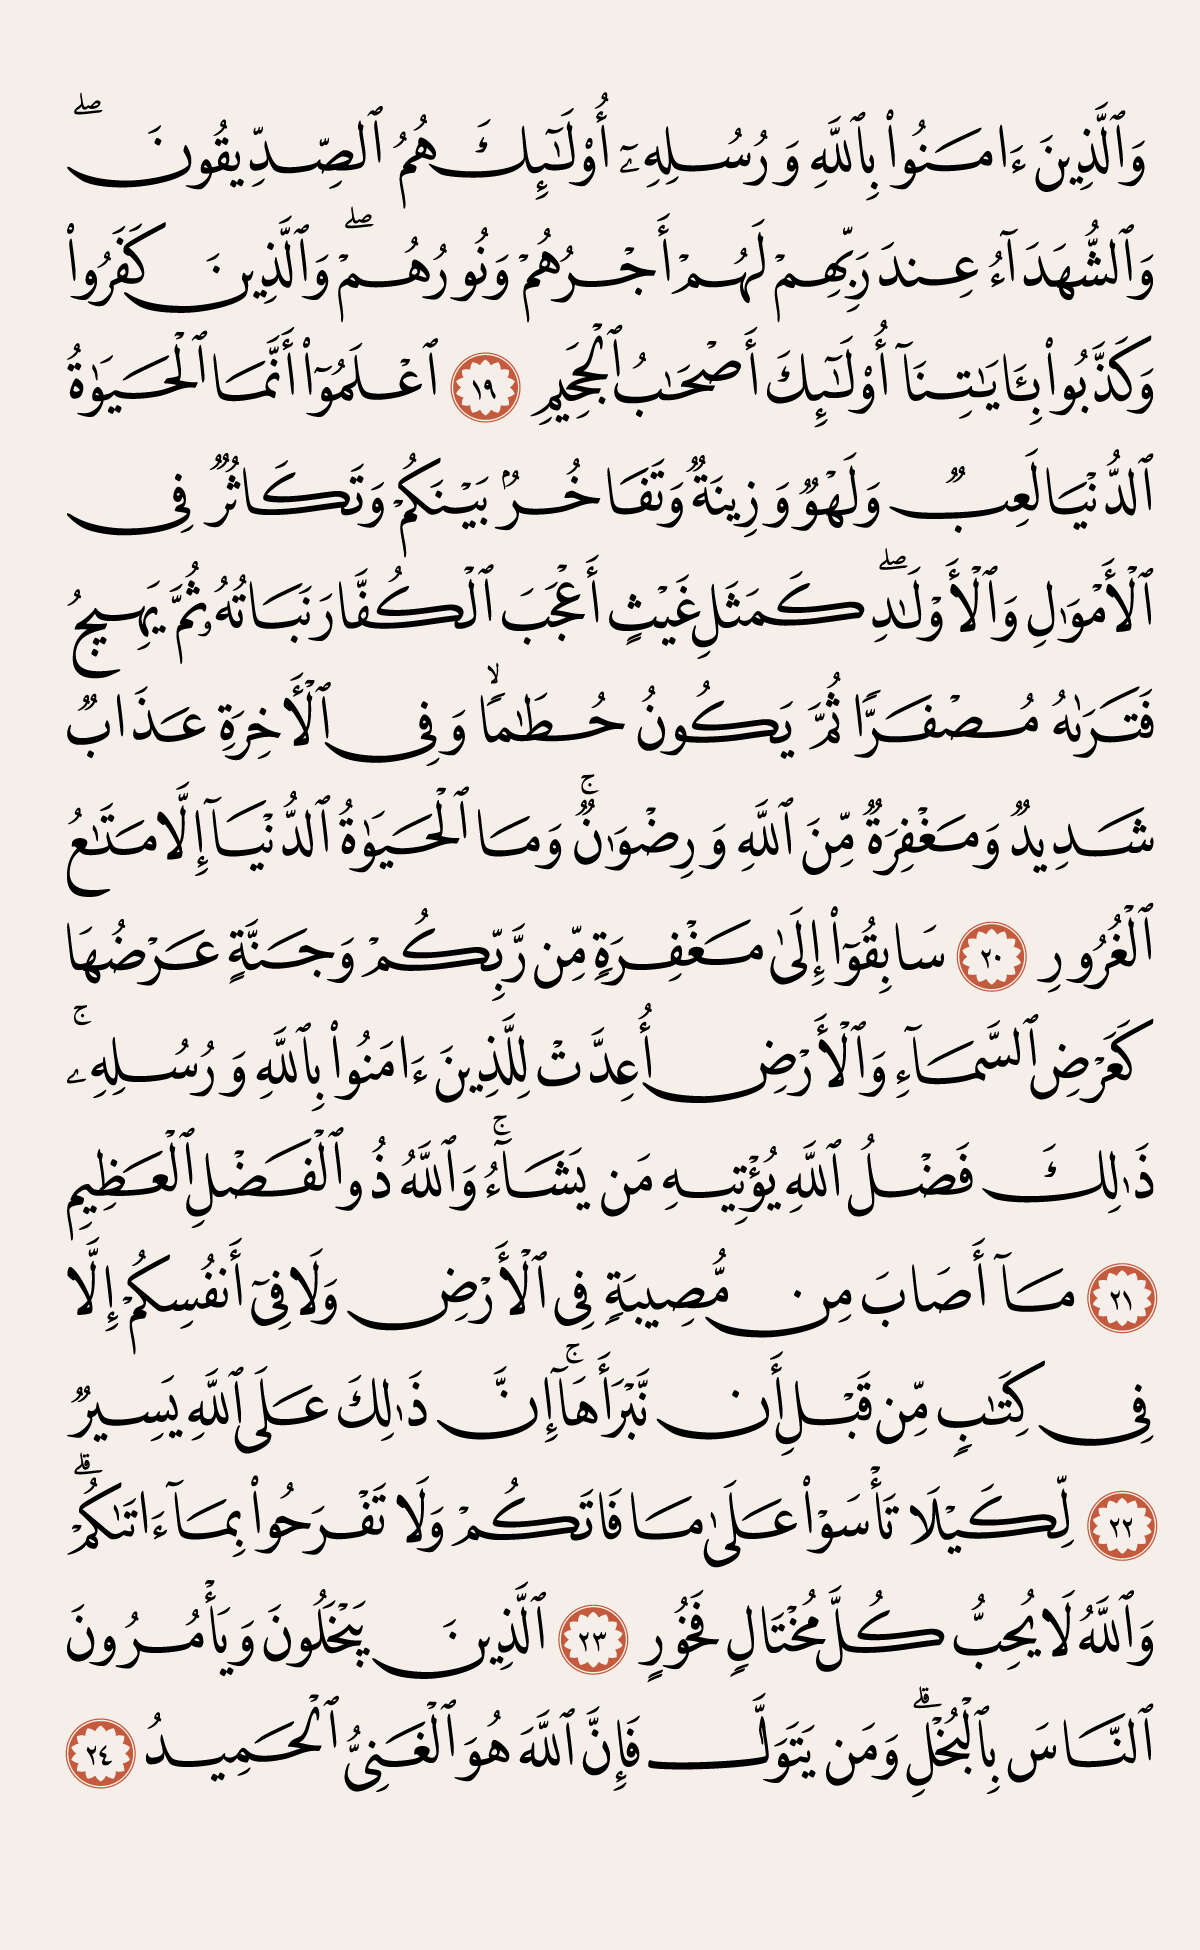 وَٱلَّذِينَ ءَامَنُوا۟ بِٱللَّهِ وَرُسُلِهِۦٓ أُو۟لَـٰٓئِكَ هُمُ ٱلصِّدِّيقُونَ ۖ
وَٱلشُّهَدَآءُ عِندَ رَبِّهِمْ لَهُمْ أَجْرُهُمْ وَنُورُهُمْ ۖ وَٱلَّذِينَ كَفَرُوا۟
وَكَذَّبُوا۟ بِـَٔايَـٰتِنَآ أُو۟لَـٰٓئِكَ أَصْحَـٰبُ ٱلْجَحِيمِ ١٩ ٱعْلَمُوٓا۟ أَنَّمَا ٱلْحَيَوٰةُ
ٱلدُّنْيَا لَعِبٌ وَلَهْوٌ وَزِينَةٌ وَتَفَاخُرٌۢ بَيْنَكُمْ وَتَكَاثُرٌ فِى
ٱلْأَمْوَٰلِ وَٱلْأَوْلَـٰدِ ۖ كَمَثَلِ غَيْثٍ أَعْجَبَ ٱلْكُفَّارَ نَبَاتُهُۥ ثُمَّ يَهِيجُ
فَتَرَىٰهُ مُصْفَرًّا ثُمَّ يَكُونُ حُطَـٰمًا ۙ وَفِى ٱلْـَٔاخِرَةِ عَذَابٌ
شَدِيدٌ وَمَغْفِرَةٌ مِّنَ ٱللَّهِ وَرِضْوَٰنٌ ۚ وَمَا ٱلْحَيَوٰةُ ٱلدُّنْيَآ إِلَّا مَتَـٰعُ
ٱلْغُرُورِ ٢٠ سَابِقُوٓا۟ إِلَىٰ مَغْفِرَةٍ مِّن رَّبِّكُمْ وَجَنَّةٍ عَرْضُهَا
كَعَرْضِ ٱلسَّمَآءِ وَٱلْأَرْضِ أُعِدَّتْ لِلَّذِينَ ءَامَنُوا۟ بِٱللَّهِ وَرُسُلِهِۦ ۚ
ذَٰلِكَ فَضْلُ ٱللَّهِ يُؤْتِيهِ مَن يَشَآءُ ۚ وَٱللَّهُ ذُو ٱلْفَضْلِ ٱلْعَظِيمِ
٢١ مَآ أَصَابَ مِن مُّصِيبَةٍ فِى ٱلْأَرْضِ وَلَا فِىٓ أَنفُسِكُمْ إِلَّا
فِى كِتَـٰبٍ مِّن قَبْلِ أَن نَّبْرَأَهَآ ۚ إِنَّ ذَٰلِكَ عَلَى ٱللَّهِ يَسِيرٌ
٢٢ لِّكَيْلَا تَأْسَوْا۟ عَلَىٰ مَا فَاتَكُمْ وَلَا تَفْرَحُوا۟ بِمَآ ءَاتَىٰكُمْ ۗ
وَٱللَّهُ لَا يُحِبُّ كُلَّ مُخْتَالٍ فَخُورٍ ٢٣ ٱلَّذِينَ يَبْخَلُونَ وَيَأْمُرُونَ
ٱلنَّاسَ بِٱلْبُخْلِ ۗ وَمَن يَتَوَلَّ فَإِنَّ ٱللَّهَ هُوَ ٱلْغَنِىُّ ٱلْحَمِيدُ ٢٤